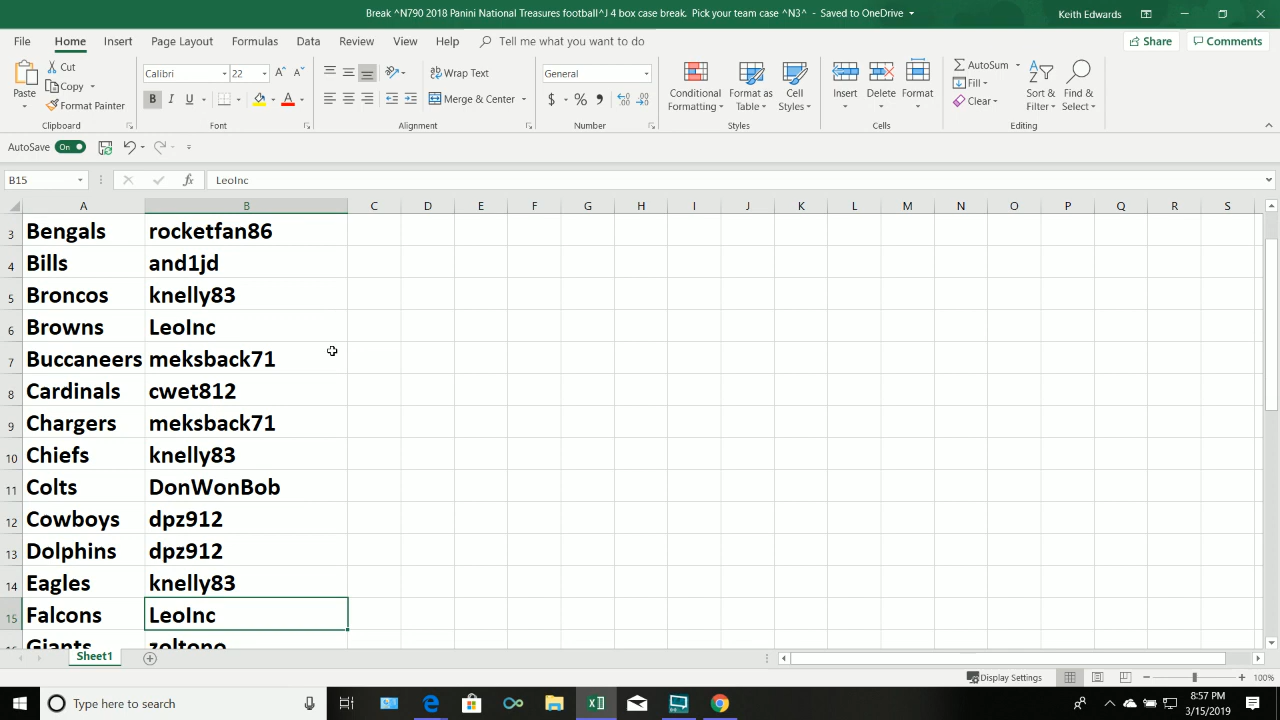 Break ^N790 2018 Panini National Treasures football^J 4 box case break. Pick your team case ^N3^ - Saved to OneDrive
Keith Edwards
File Home Insert Page Layout Formulas Data Review View Help Tell me what you want to do Share Comments
Paste Cut Copy Format Painter Clipboard
Calibri 22 A A B I U A Font
Wrap Text Merge & Center Alignment
General $ % , Number
Conditional Formatting Format as Table Cell Styles Styles
Insert Delete Format Cells
AutoSum Fill Clear Sort & Filter Find & Select Editing
AutoSave On
B15 fx LeoInc
A B C D E F G H I J K L M N O P Q R S
3 Bengals rocketfan86
4 Bills and1jd
5 Broncos knelly83
6 Browns LeoInc
7 Buccaneers meksback71
8 Cardinals cwet812
9 Chargers meksback71
10 Chiefs knelly83
11 Colts DonWonBob
12 Cowboys dpz912
13 Dolphins dpz912
14 Eagles knelly83
15 Falcons LeoInc
Giants
Sheet1
Display Settings 100%
Type here to search
8:57 PM
3/15/2019